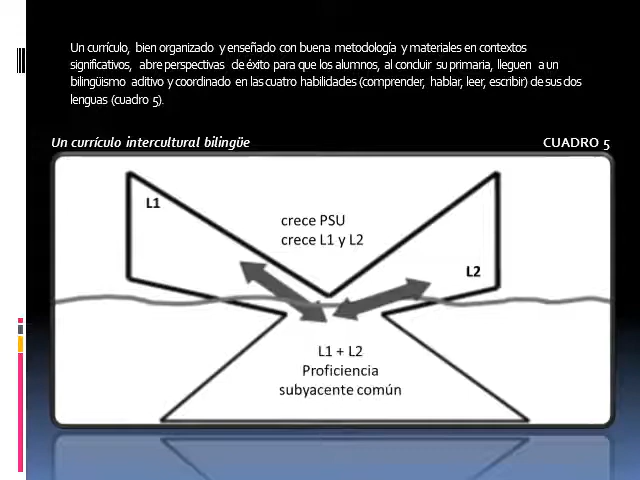 Un currículo, bien organizado y enseñado con buena metodología y materiales en contextos
significativos, abre perspectivas de éxito para que los alumnos, al concluir su primaria, lleguen a un
bilingüismo aditivo y coordinado en las cuatro habilidades (comprender, hablar, leer, escribir) de sus dos
lenguas (cuadro 5).
Un currículo intercultural bilingüe CUADRO 5
L1
crece PSU
crece L1 y L2
L2
L1 + L2
Proficiencia
subyacente común